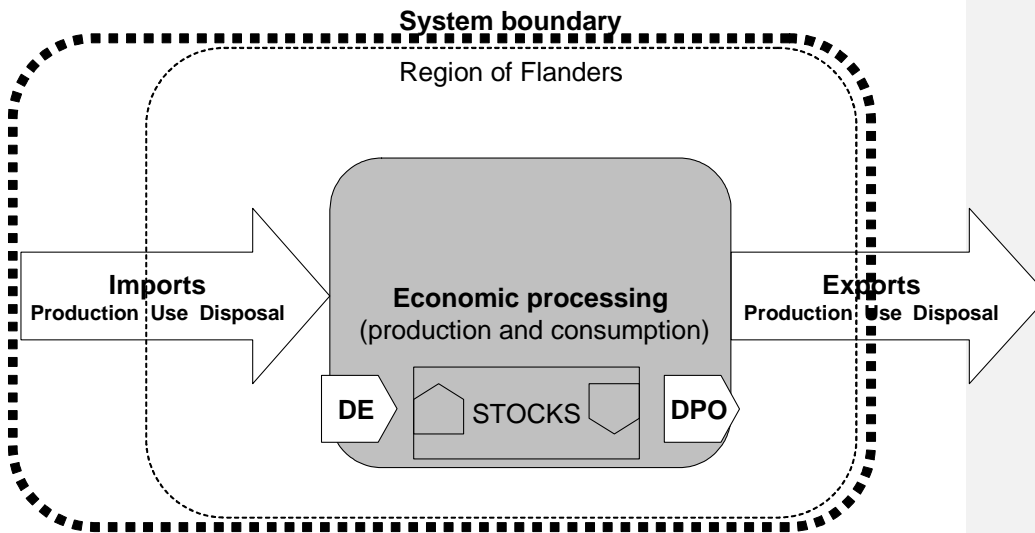 System boundary
Region of Flanders
Imports
Production Use Disposal
Economic processing
(production and consumption)
Exports
Production Use Disposal
DE
STOCKS
DPO